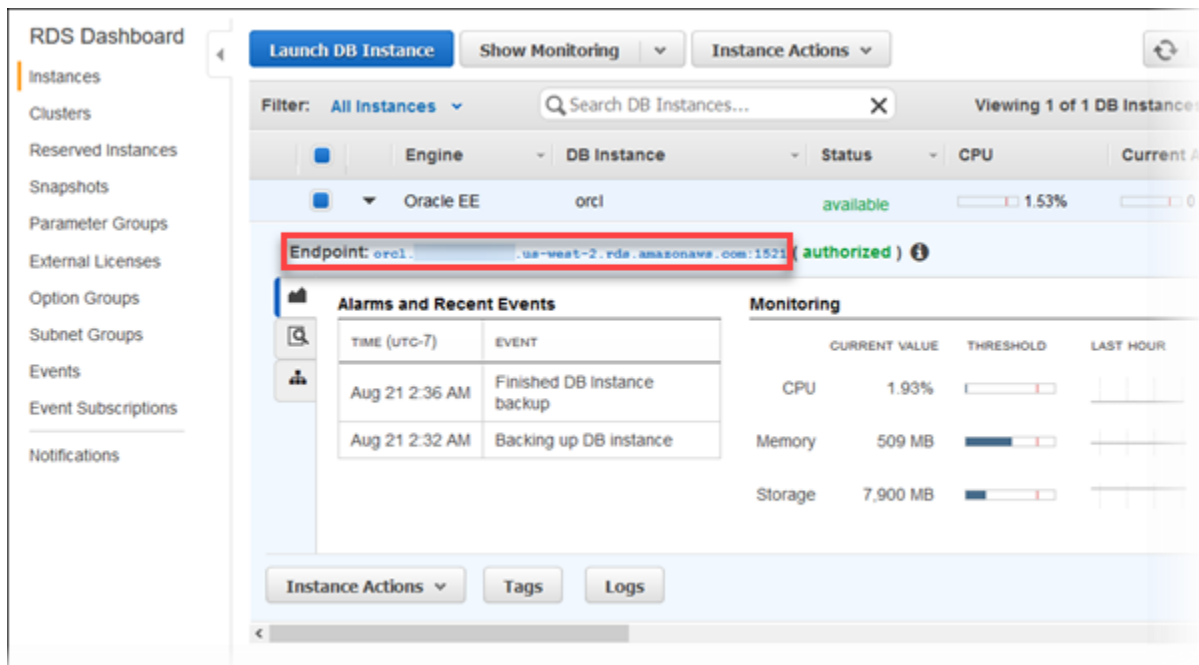 RDS Dashboard
Instances
Clusters
Reserved Instances
Snapshots
Parameter Groups
External Licenses
Option Groups
Subnet Groups
Events
Event Subscriptions
Notifications
Launch DB Instance
Show Monitoring
Instance Actions
Filter: All Instances
Search DB Instances...
Viewing 1 of 1 DB Instances
Engine DB Instance Status CPU Current
Oracle EE orcl available 1.53% 0
Endpoint: orcl. .us-west-2.rds.amazonaws.com:1521 ( authorized )
Alarms and Recent Events
TIME (UTC-7) EVENT
Aug 21 2:36 AM Finished DB Instance
backup
Aug 21 2:32 AM Backing up DB instance
Monitoring
CURRENT VALUE THRESHOLD LAST HOUR
CPU 1.93%
Memory 509 MB
Storage 7,900 MB
Instance Actions Tags Logs